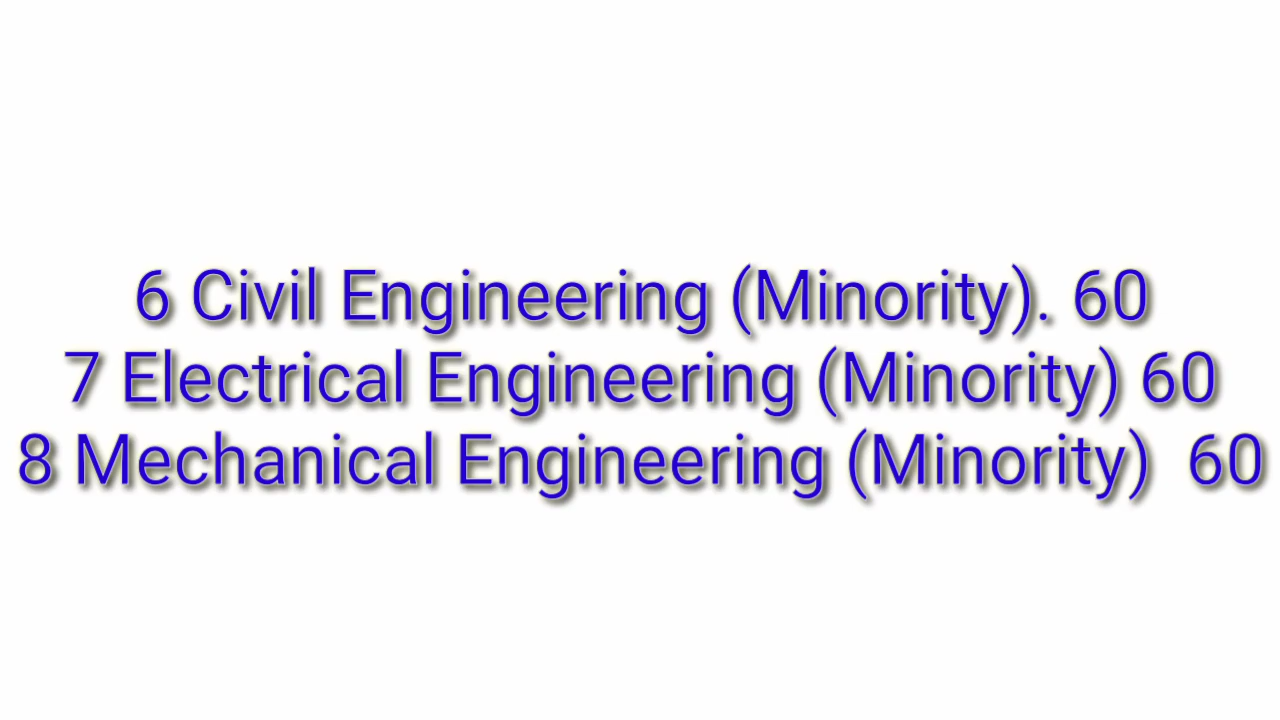 6 Civil Engineering (Minority). 60
7 Electrical Engineering (Minority) 60
8 Mechanical Engineering (Minority)  60